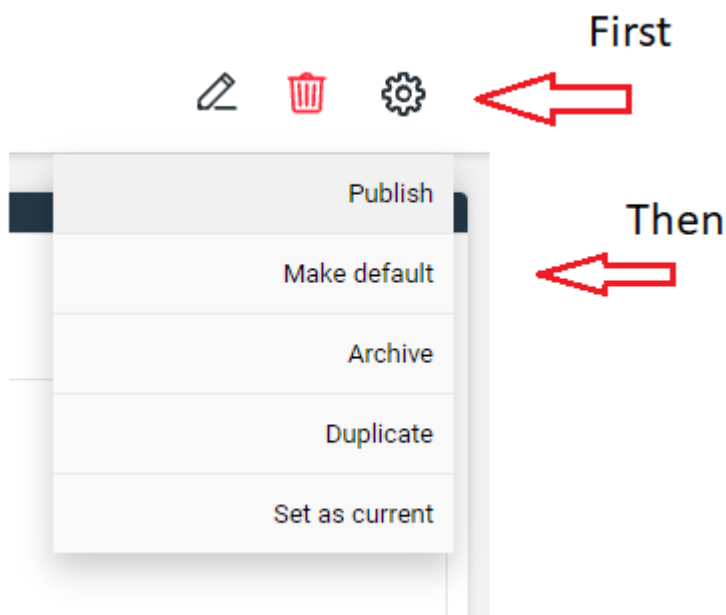 First
Publish
Then
Make default
Archive
Duplicate
Set as current